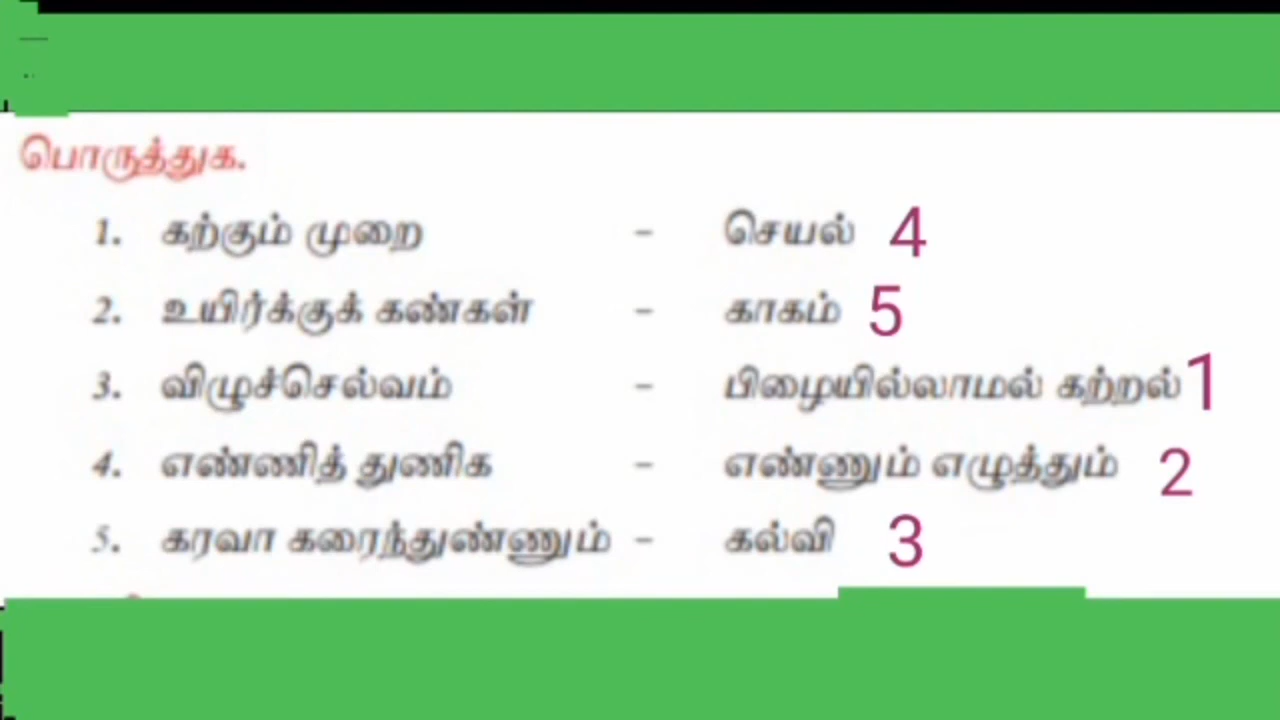 பொருத்துக.
1. கற்கும் முறை - செயல் 4
2. உயிர்க்குக் கண்கள் - காகம் 5
3. விழுச்செல்வம் - பிழையில்லாமல் கற்றல் 1
4. எண்ணித் துணிக - எண்ணும் எழுத்தும் 2
5. கரவா கரைந்துண்ணும் - கல்வி 3